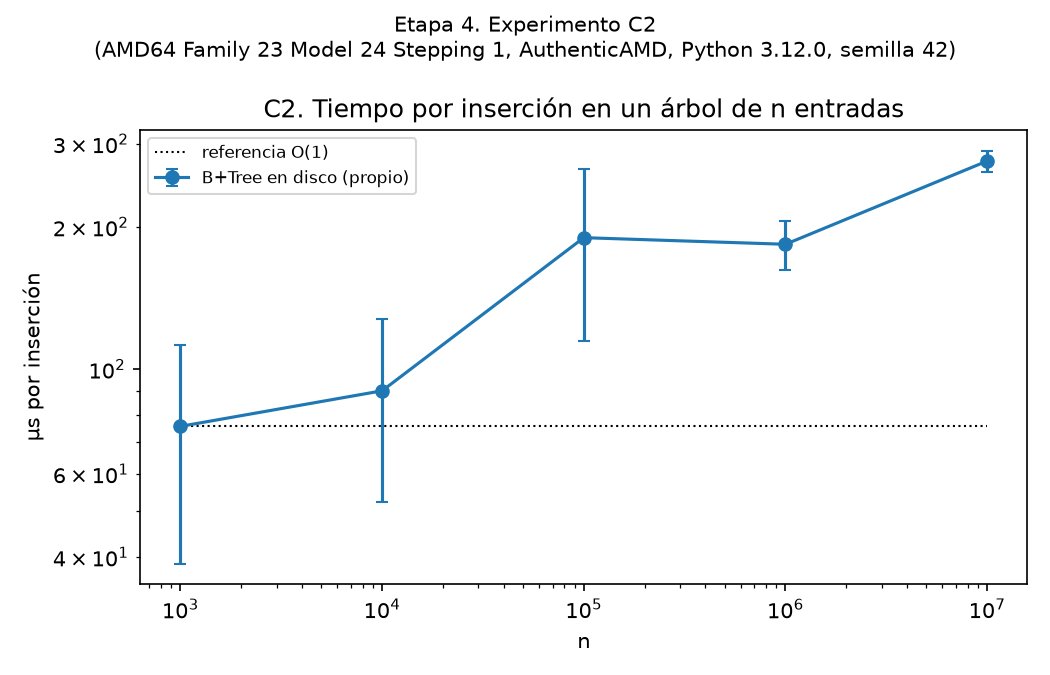 Etapa 4. Experimento C2
(AMD64 Family 23 Model 24 Stepping 1, AuthenticAMD, Python 3.12.0, semilla 42)
C2. Tiempo por inserción en un árbol de n entradas
referencia O(1)
B+Tree en disco (propio)
µs por inserción
3 × 10²
2 × 10²
10²
6 × 10¹
4 × 10¹
10³ 10⁴ 10⁵ 10⁶ 10⁷
n